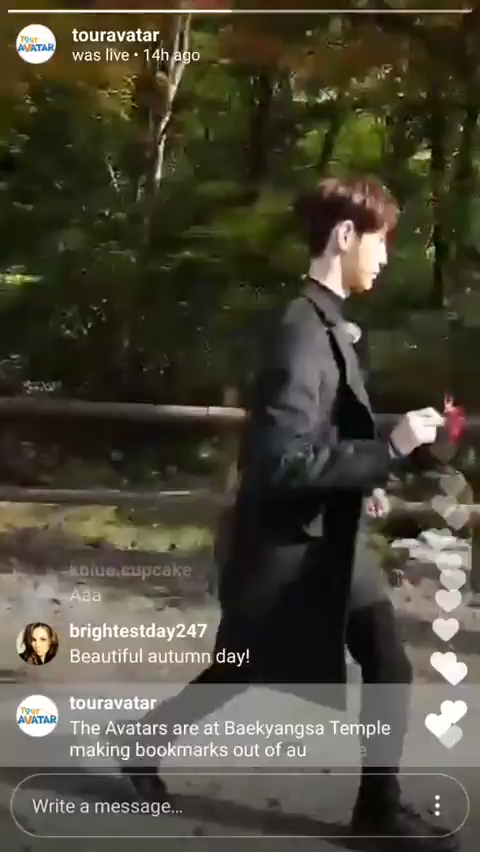 Tour
AVATAR
touravatar
was live • 14h ago
kblue.cupcake
Aaa
brightestday247
Beautiful autumn day!
Tour
AVATAR
touravatar
The Avatars are at Baekyangsa Temple
making bookmarks out of au
Write a message...